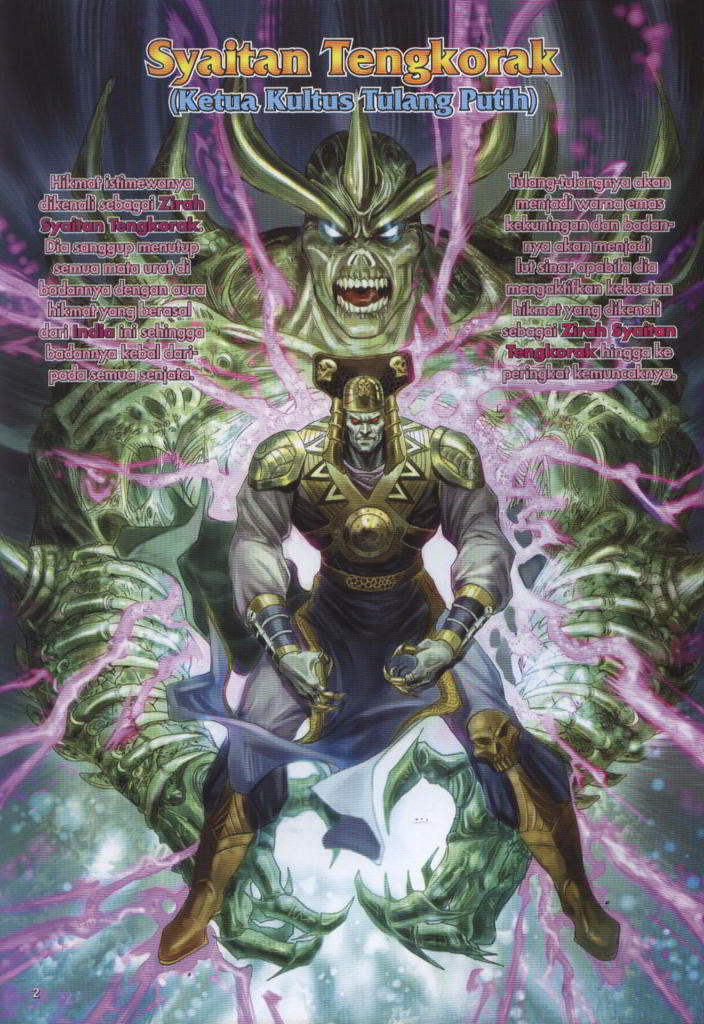 Syaitan Tengkorak
(Ketua Kultus Tulang Putih)
Hikmat istimewanya
dikenali sebagai Zirah
Syaitan Tengkorak.
Dia sanggup menutup
semua mata urat di
badannya dengan aura
hikmat yang berasal
dari India ini sehingga
badannya kebal dari-
pada semua senjata.
Tulang-tulangnya akan
menjadi warna emas
kekuningan dan badan-
nya akan menjadi
lut sinar apabila dia
mengaktifkan kekuatan
hikmat yang dikenali
sebagai Zirah Syaitan
Tengkorak hingga ke
peringkat kemuncaknya.
2